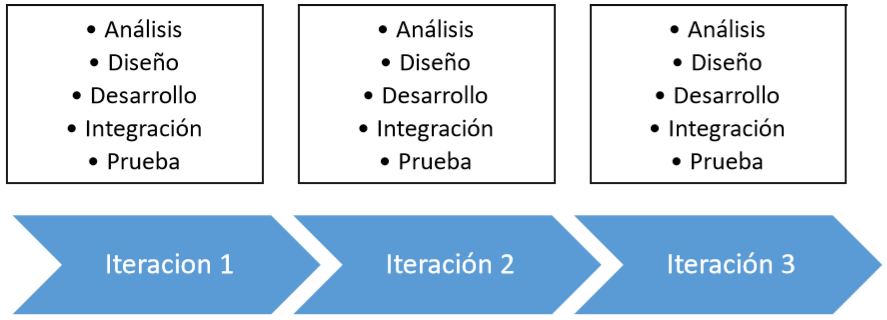 • Análisis
• Diseño
• Desarrollo
• Integración
• Prueba
• Análisis
• Diseño
• Desarrollo
• Integración
• Prueba
• Análisis
• Diseño
• Desarrollo
• Integración
• Prueba
Iteracion 1
Iteración 2
Iteración 3